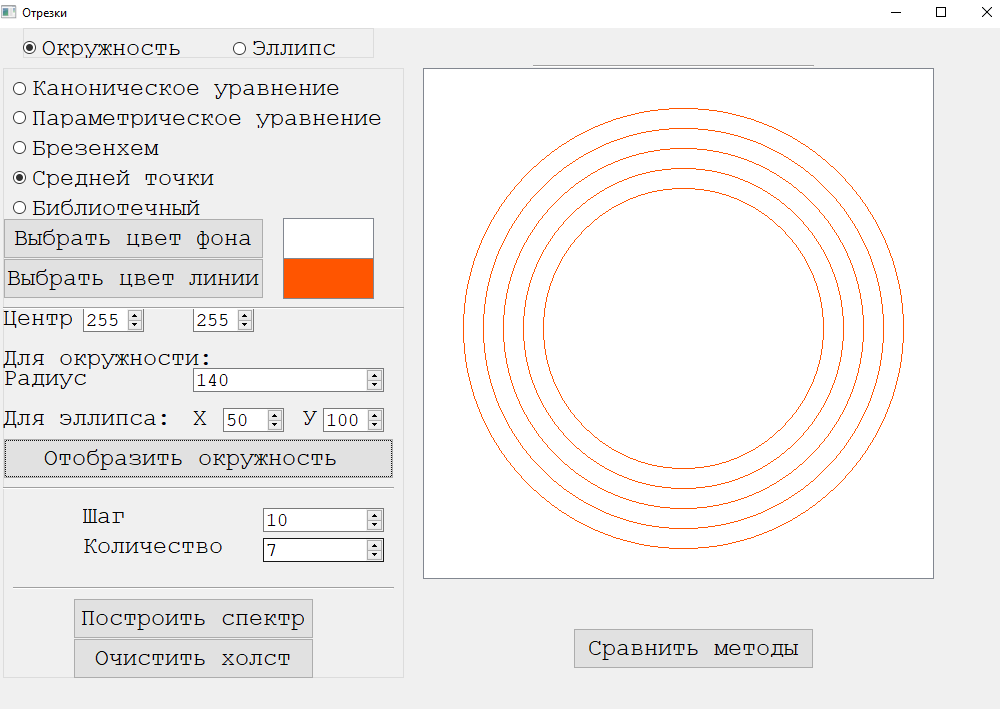 Отрезки
Окружность Эллипс
Каноническое уравнение
Параметрическое уравнение
Брезенхем
Средней точки
Библиотечный
Выбрать цвет фона
Выбрать цвет линии
Центр 255 255
Для окружности:
Радиус 140
Для эллипса: X 50 У 100
Отобразить окружность
Шаг 10
Количество 7
Построить спектр
Очистить холст
Сравнить методы